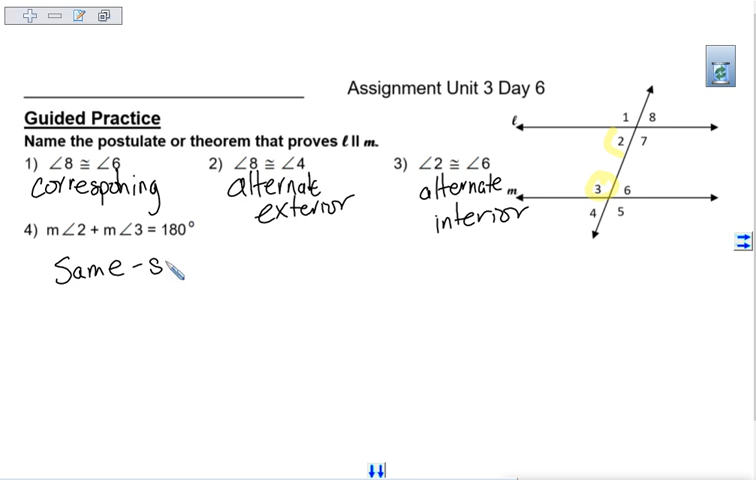 Assignment Unit 3 Day 6
Guided Practice
Name the postulate or theorem that proves ℓ || m.
1) ∠8 ≅ ∠6 2) ∠8 ≅ ∠4 3) ∠2 ≅ ∠6
corresponing alternate exterior alternate interior
4) m∠2 + m∠3 = 180°
Same-s
ℓ 1 8
2 7
m 3 6
4 5